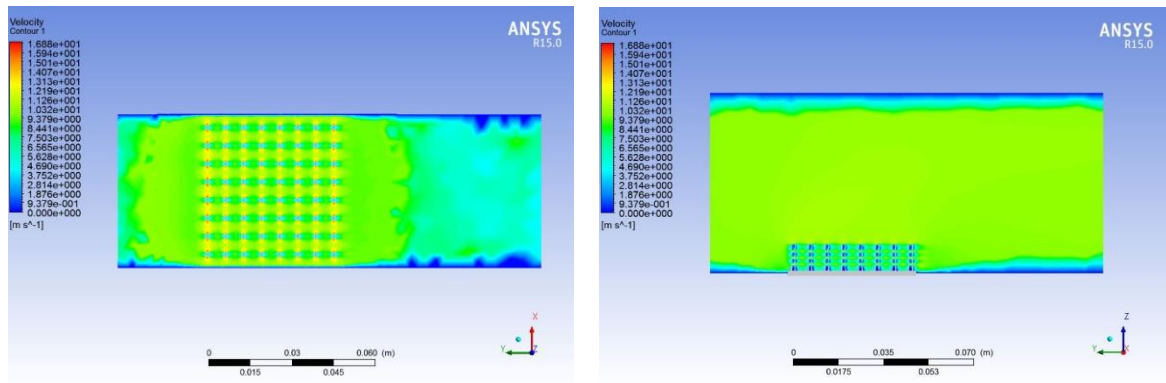 Velocity
Contour 1
1.688e+001
1.594e+001
1.501e+001
1.407e+001
1.313e+001
1.219e+001
1.126e+001
1.032e+001
9.379e+000
8.441e+000
7.503e+000
6.565e+000
5.628e+000
4.690e+000
3.752e+000
2.814e+000
1.876e+000
9.379e-001
0.000e+000
[m s^-1]
ANSYS
R15.0
X
Y
Z
0 0.03 0.060 (m)
0.015 0.045
Velocity
Contour 1
1.688e+001
1.594e+001
1.501e+001
1.407e+001
1.313e+001
1.219e+001
1.126e+001
1.032e+001
9.379e+000
8.441e+000
7.503e+000
6.565e+000
5.628e+000
4.690e+000
3.752e+000
2.814e+000
1.876e+000
9.379e-001
0.000e+000
[m s^-1]
ANSYS
R15.0
Z
Y
X
0 0.035 0.070 (m)
0.0175 0.053